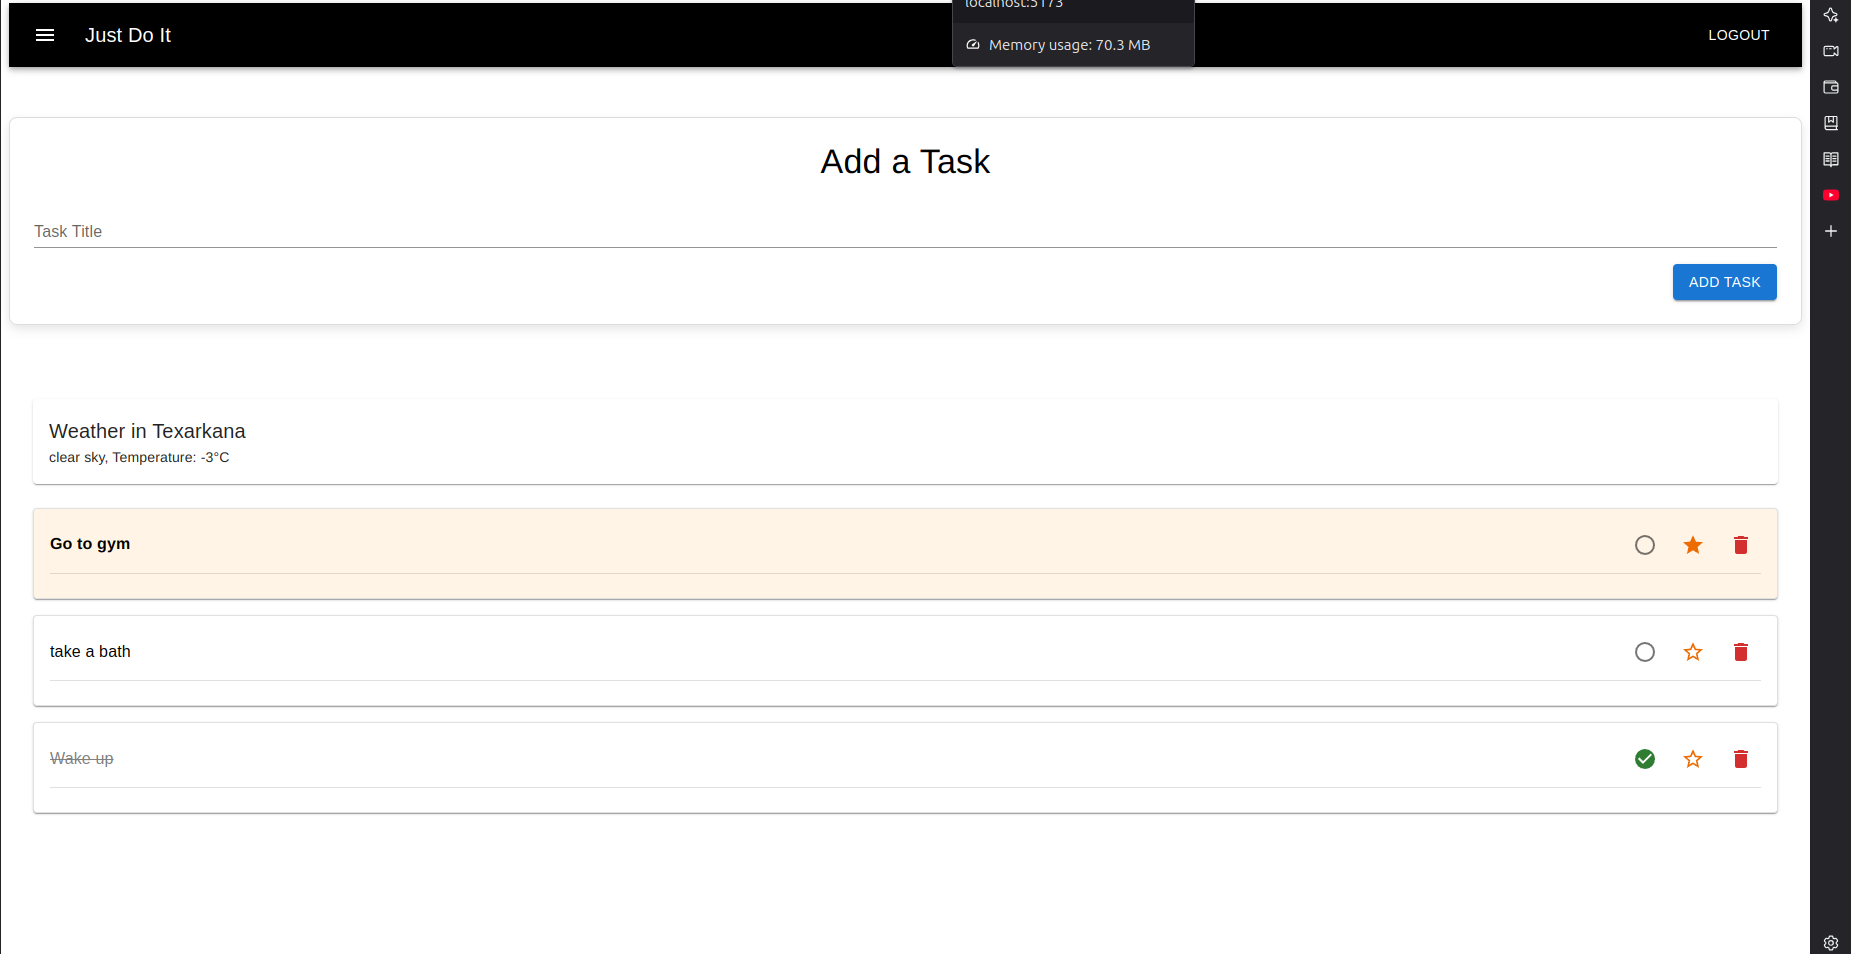 localhost:5173
Just Do It
Memory usage: 70.3 MB
LOGOUT
Add a Task
Task Title
ADD TASK
Weather in Texarkana
clear sky, Temperature: -3°C
Go to gym
take a bath
Wake up